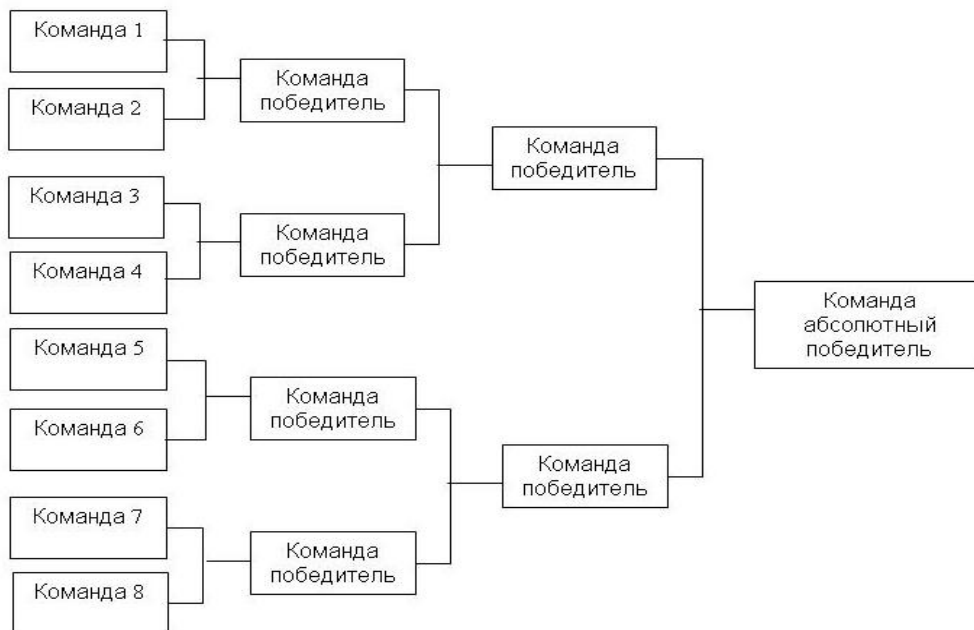 Команда 1
Команда 2
Команда 3
Команда 4
Команда 5
Команда 6
Команда 7
Команда 8
Команда
победитель
Команда
победитель
Команда
победитель
Команда
победитель
Команда
победитель
Команда
победитель
Команда
абсолютный
победитель